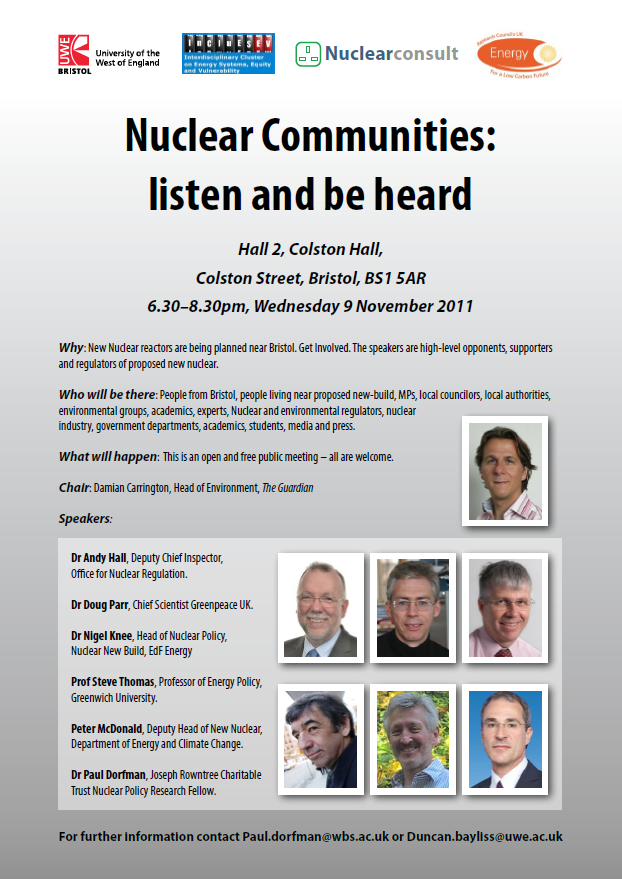 UWE
BRISTOL
University of the
West of England
InCluESEV
Interdisciplinary Cluster
on Energy Systems, Equity
and Vulnerability
Nuclearconsult
Research Councils UK
Energy
For a Low Carbon Future
Nuclear Communities:
listen and be heard
Hall 2, Colston Hall,
Colston Street, Bristol, BS1 5AR
6.30–8.30pm, Wednesday 9 November 2011
Why: New Nuclear reactors are being planned near Bristol. Get Involved. The speakers are high-level opponents, supporters
and regulators of proposed new nuclear.
Who will be there: People from Bristol, people living near proposed new-build, MPs, local councilors, local authorities,
environmental groups, academics, experts, Nuclear and environmental regulators, nuclear
industry, government departments, academics, students, media and press.
What will happen: This is an open and free public meeting – all are welcome.
Chair: Damian Carrington, Head of Environment, The Guardian
Speakers:
Dr Andy Hall, Deputy Chief Inspector,
Office for Nuclear Regulation.
Dr Doug Parr, Chief Scientist Greenpeace UK.
Dr Nigel Knee, Head of Nuclear Policy,
Nuclear New Build, EdF Energy
Prof Steve Thomas, Professor of Energy Policy,
Greenwich University.
Peter McDonald, Deputy Head of New Nuclear,
Department of Energy and Climate Change.
Dr Paul Dorfman, Joseph Rowntree Charitable
Trust Nuclear Policy Research Fellow.
For further information contact Paul.dorfman@wbs.ac.uk or Duncan.bayliss@uwe.ac.uk